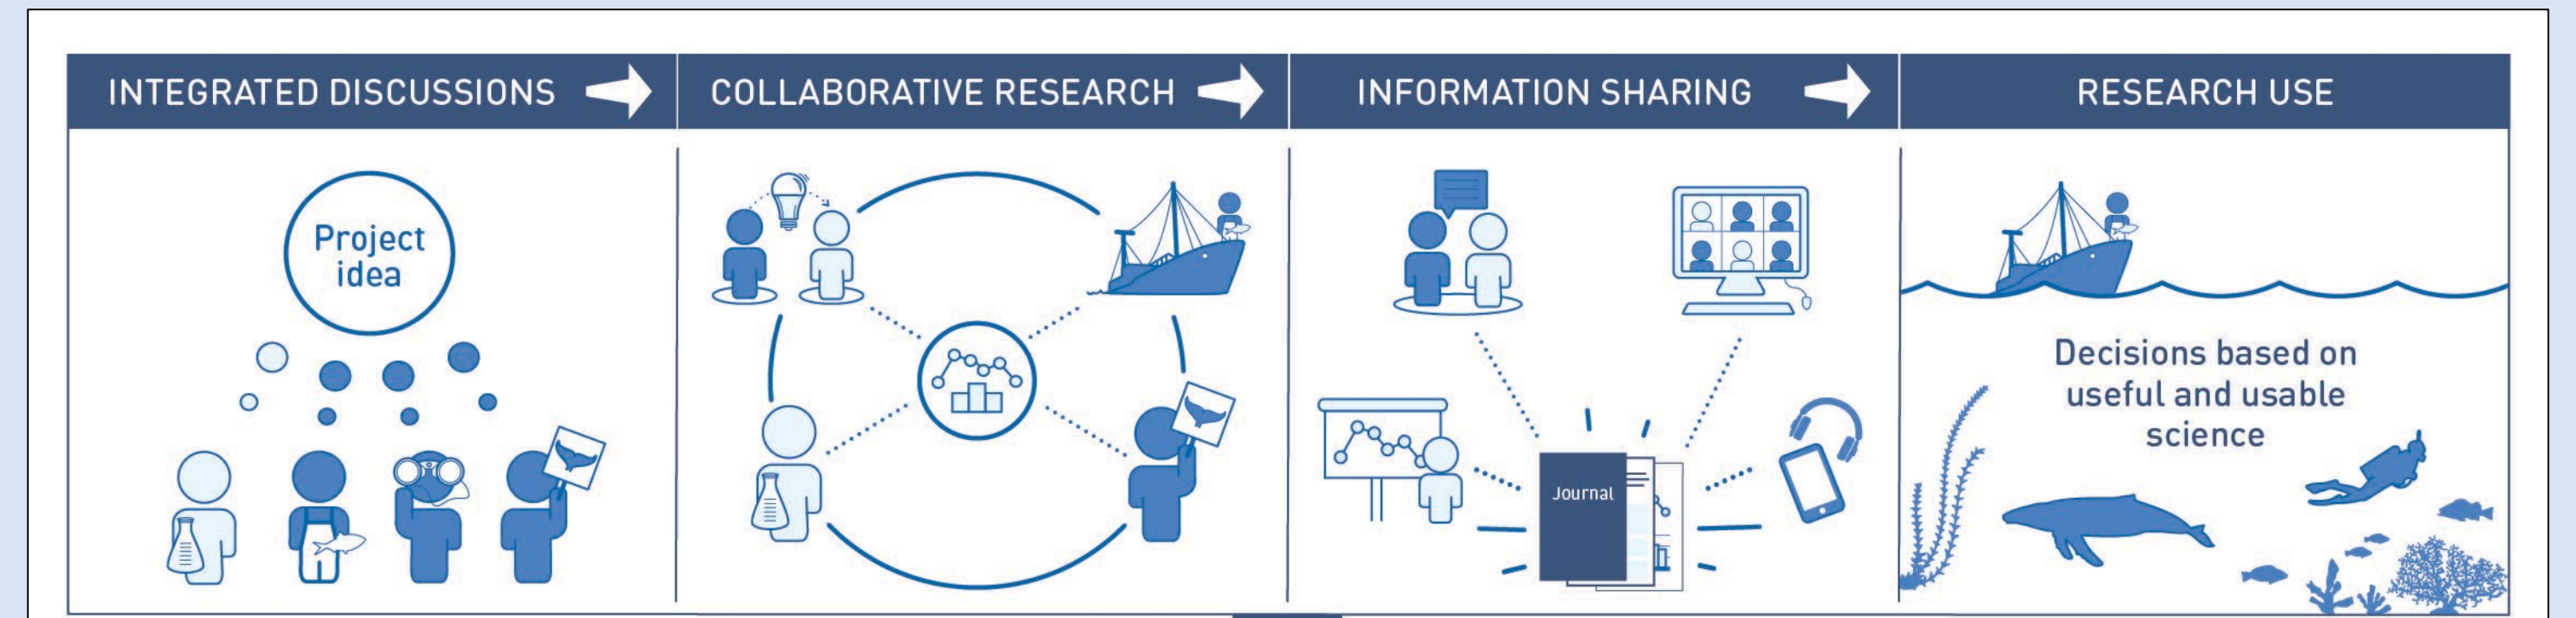 INTEGRATED DISCUSSIONS
COLLABORATIVE RESEARCH
INFORMATION SHARING
RESEARCH USE
Project
idea
Journal
Decisions based on
useful and usable
science